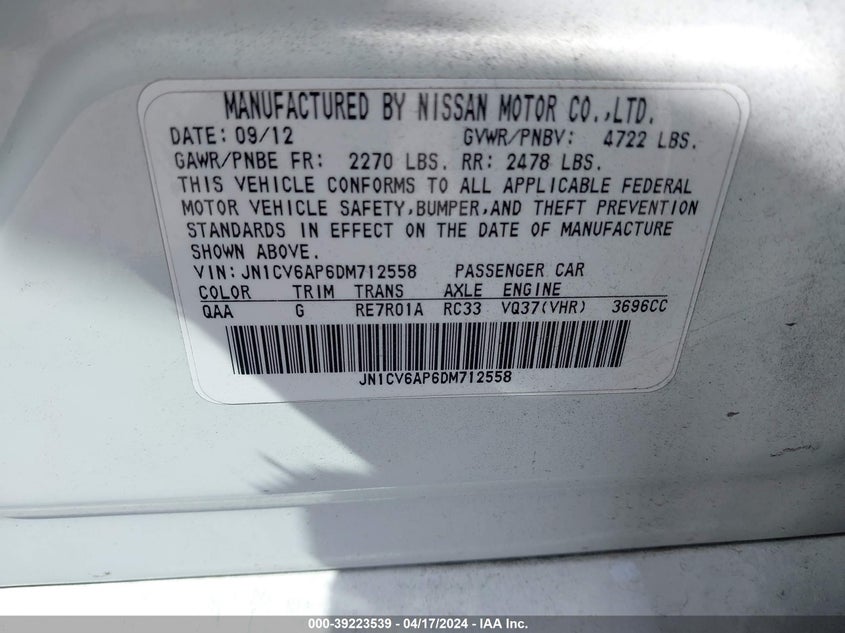 MANUFACTURED BY NISSAN MOTOR CO.,LTD.
DATE: 09/12 GVWR/PNBV: 4722 LBS.
GAWR/PNBE FR: 2270 LBS. RR: 2478 LBS.
THIS VEHICLE CONFORMS TO ALL APPLICABLE FEDERAL
MOTOR VEHICLE SAFETY,BUMPER,AND THEFT PREVENTION
STANDARDS IN EFFECT ON THE DATE OF MANUFACTURE
SHOWN ABOVE.
VIN:JN1CV6AP6DM712558 PASSENGER CAR
COLOR TRIM TRANS AXLE ENGINE
QAA G RE7R01A RC33 VQ37(VHR) 3696CC
JN1CV6AP6DM712558
000-39223539 - 04/17/2024 - IAA Inc.